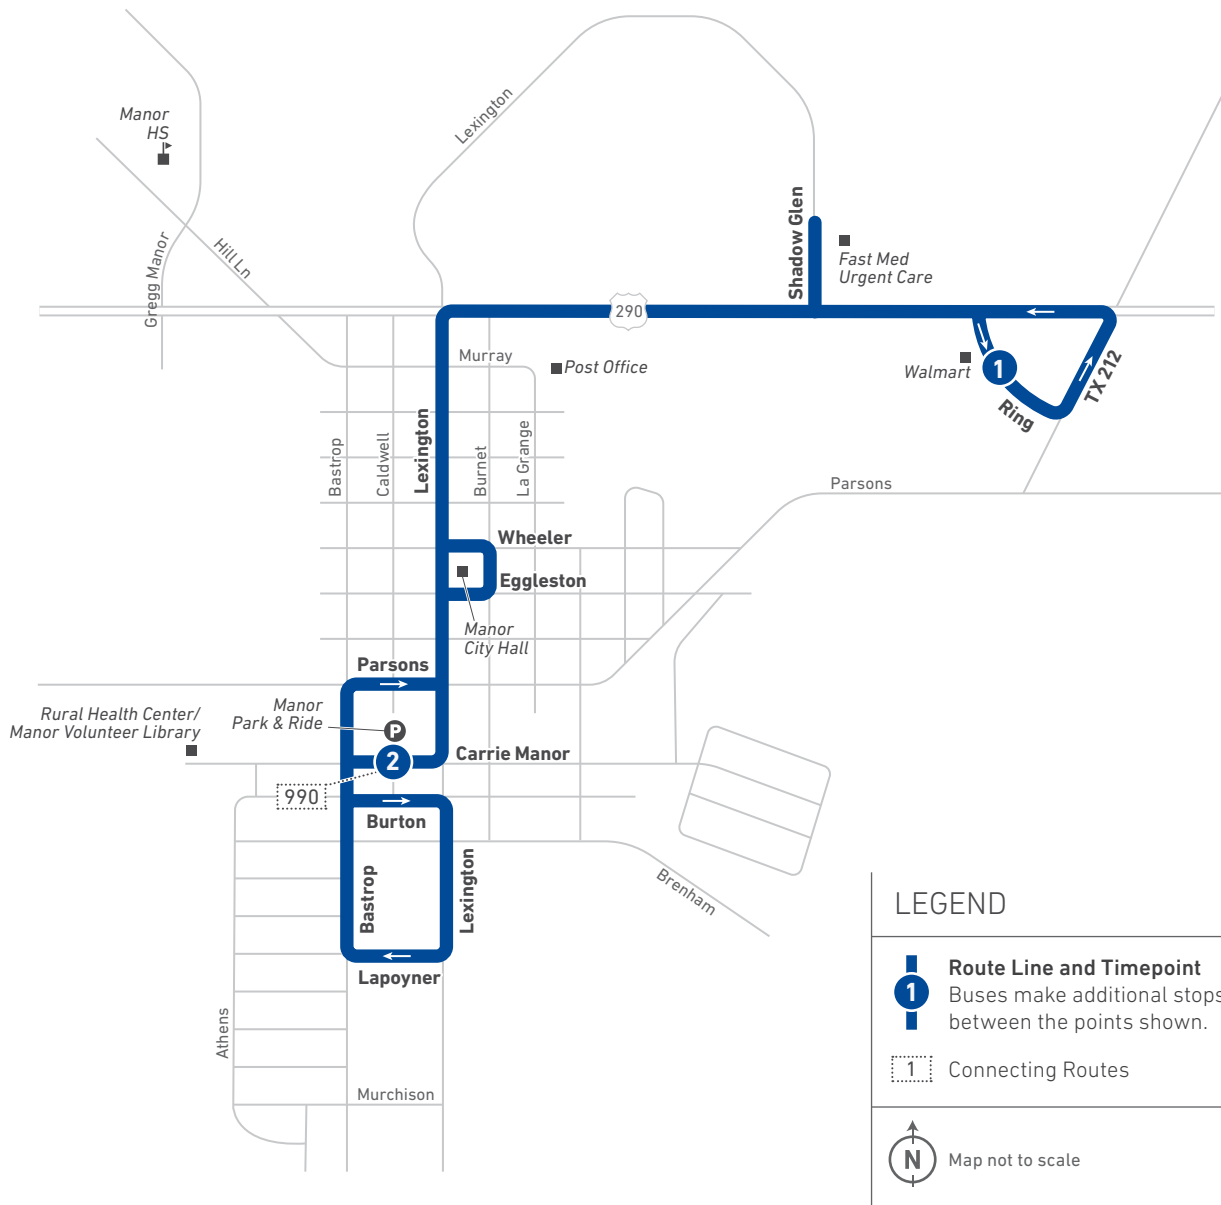 Manor
HS
Lexington
Hill Ln
Gregg Manor
Shadow Glen
Fast Med
Urgent Care
290
Murray
Post Office
Walmart
1
Ring
TX 212
Bastrop
Caldwell
Lexington
Burnet
La Grange
Parsons
Wheeler
Eggleston
Manor
City Hall
Parsons
Manor
Park & Ride
P
Rural Health Center/
Manor Volunteer Library
2
Carrie Manor
990
Burton
Bastrop
Lexington
Brenham
Lapoyner
Athens
Murchison
LEGEND
1
Route Line and Timepoint
Buses make additional stops
between the points shown.
1
Connecting Routes
N
Map not to scale